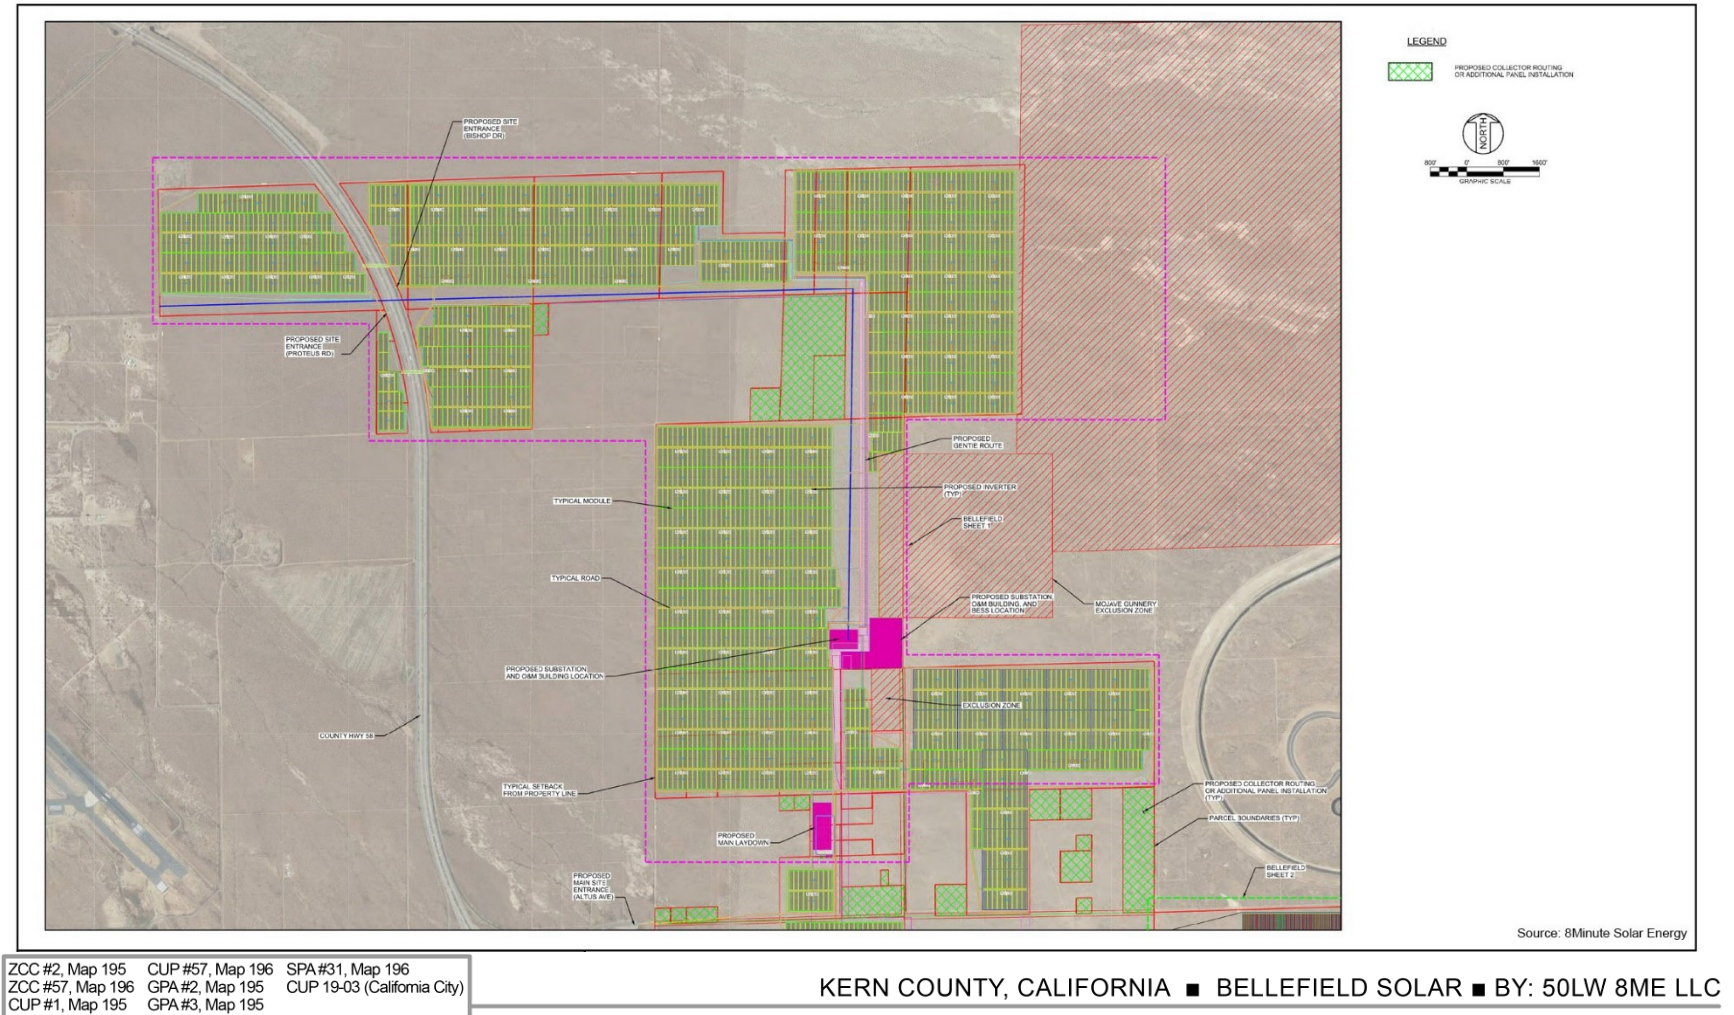 LEGEND
PROPOSED COLLECTOR ROUTING
OR ADDITIONAL PANEL INSTALLATION
NORTH
800' 0' 800' 1600'
GRAPHIC SCALE
PROPOSED SITE
ENTRANCE
(BISHOP DR)
PROPOSED SITE
ENTRANCE
(PROTEUS RD)
PROPOSED
GENTIE ROUTE
TYPICAL MODULE
PROPOSED INVERTER
(TYP)
BELLEFIELD
SHEET 1
TYPICAL ROAD
PROPOSED SUBSTATION,
O&M BUILDING, AND
BESS LOCATION
MOJAVE GUNNERY
EXCLUSION ZONE
PROPOSED SUBSTATION
AND O&M BUILDING LOCATION
EXCLUSION ZONE
COUNTY HWY 58
TYPICAL SETBACK
FROM PROPERTY LINE
PROPOSED COLLECTOR ROUTING
OR ADDITIONAL PANEL INSTALLATION
(TYP)
PARCEL BOUNDARIES (TYP)
PROPOSED
MAIN LAYDOWN
PROPOSED
MAIN SITE
ENTRANCE
(ALTUS AVE)
BELLEFIELD
SHEET 2
Source: 8Minute Solar Energy
ZCC #2, Map 195 CUP #57, Map 196 SPA #31, Map 196
ZCC #57, Map 196 GPA #2, Map 195 CUP 19-03 (California City)
CUP #1, Map 195 GPA #3, Map 195
KERN COUNTY, CALIFORNIA ■ BELLEFIELD SOLAR ■ BY: 50LW 8ME LLC